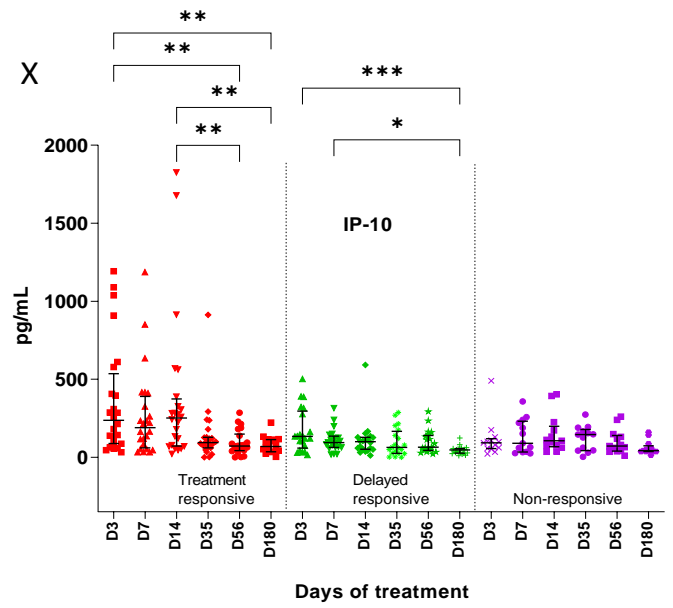 X
**
**
**
**
***
*
2000
1500
1000
500
0
pg/mL
IP-10
Treatment
responsive
Delayed
responsive
Non-responsive
D3 D7 D14 D35 D56 D180 D3 D7 D14 D35 D56 D180 D3 D7 D14 D35 D56 D180
Days of treatment